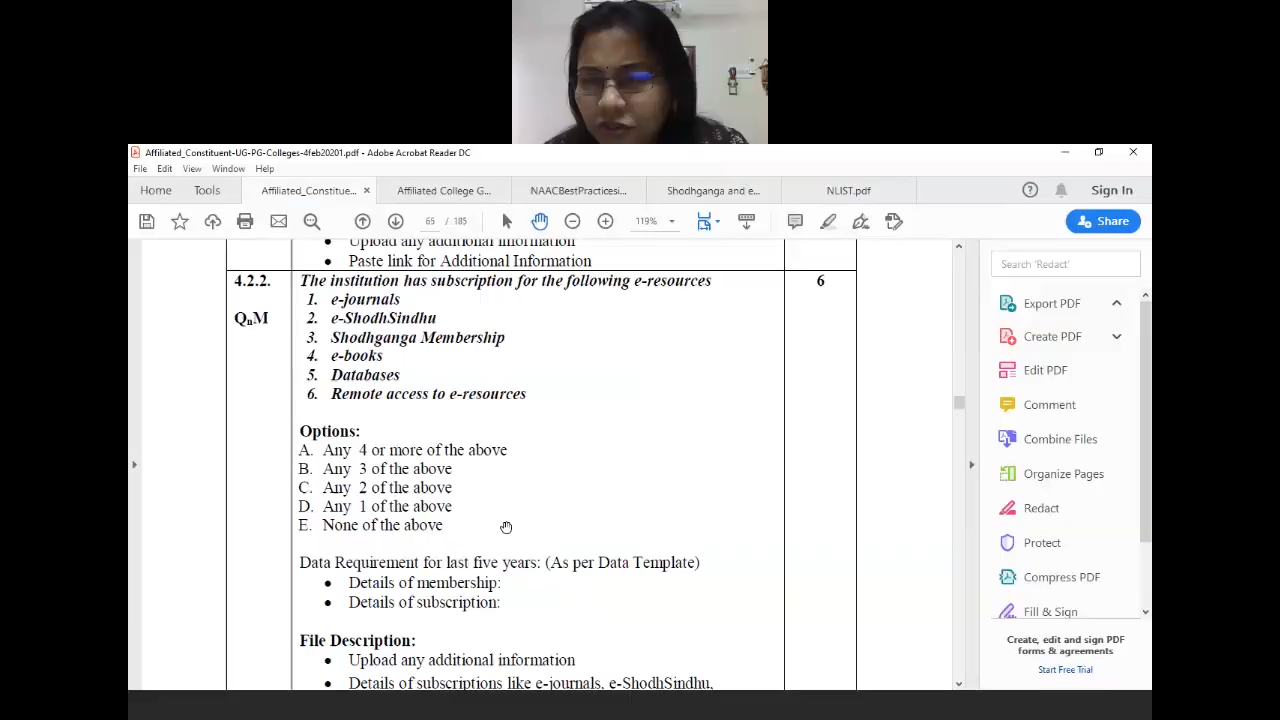 Affiliated_Constituent-UG-PG-Colleges-4feb20201.pdf - Adobe Acrobat Reader DC
File Edit View Window Help
Home Tools Affiliated_Constitue... × Affiliated College G... NAACBestPracticesi... Shodhganga and e... NLIST.pdf Sign In
65 / 185 119% Share
• Upload any additional information
• Paste link for Additional Information
4.2.2. The institution has subscription for the following e-resources 6
1. e-journals
QnM 2. e-ShodhSindhu
3. Shodhganga Membership
4. e-books
5. Databases
6. Remote access to e-resources
Options:
A. Any 4 or more of the above
B. Any 3 of the above
C. Any 2 of the above
D. Any 1 of the above
E. None of the above
Data Requirement for last five years: (As per Data Template)
• Details of membership:
• Details of subscription:
File Description:
• Upload any additional information
• Details of subscriptions like e-journals, e-ShodhSindhu,
Search 'Redact'
Export PDF
Create PDF
Edit PDF
Comment
Combine Files
Organize Pages
Redact
Protect
Compress PDF
Fill & Sign
Create, edit and sign PDF
forms & agreements
Start Free Trial